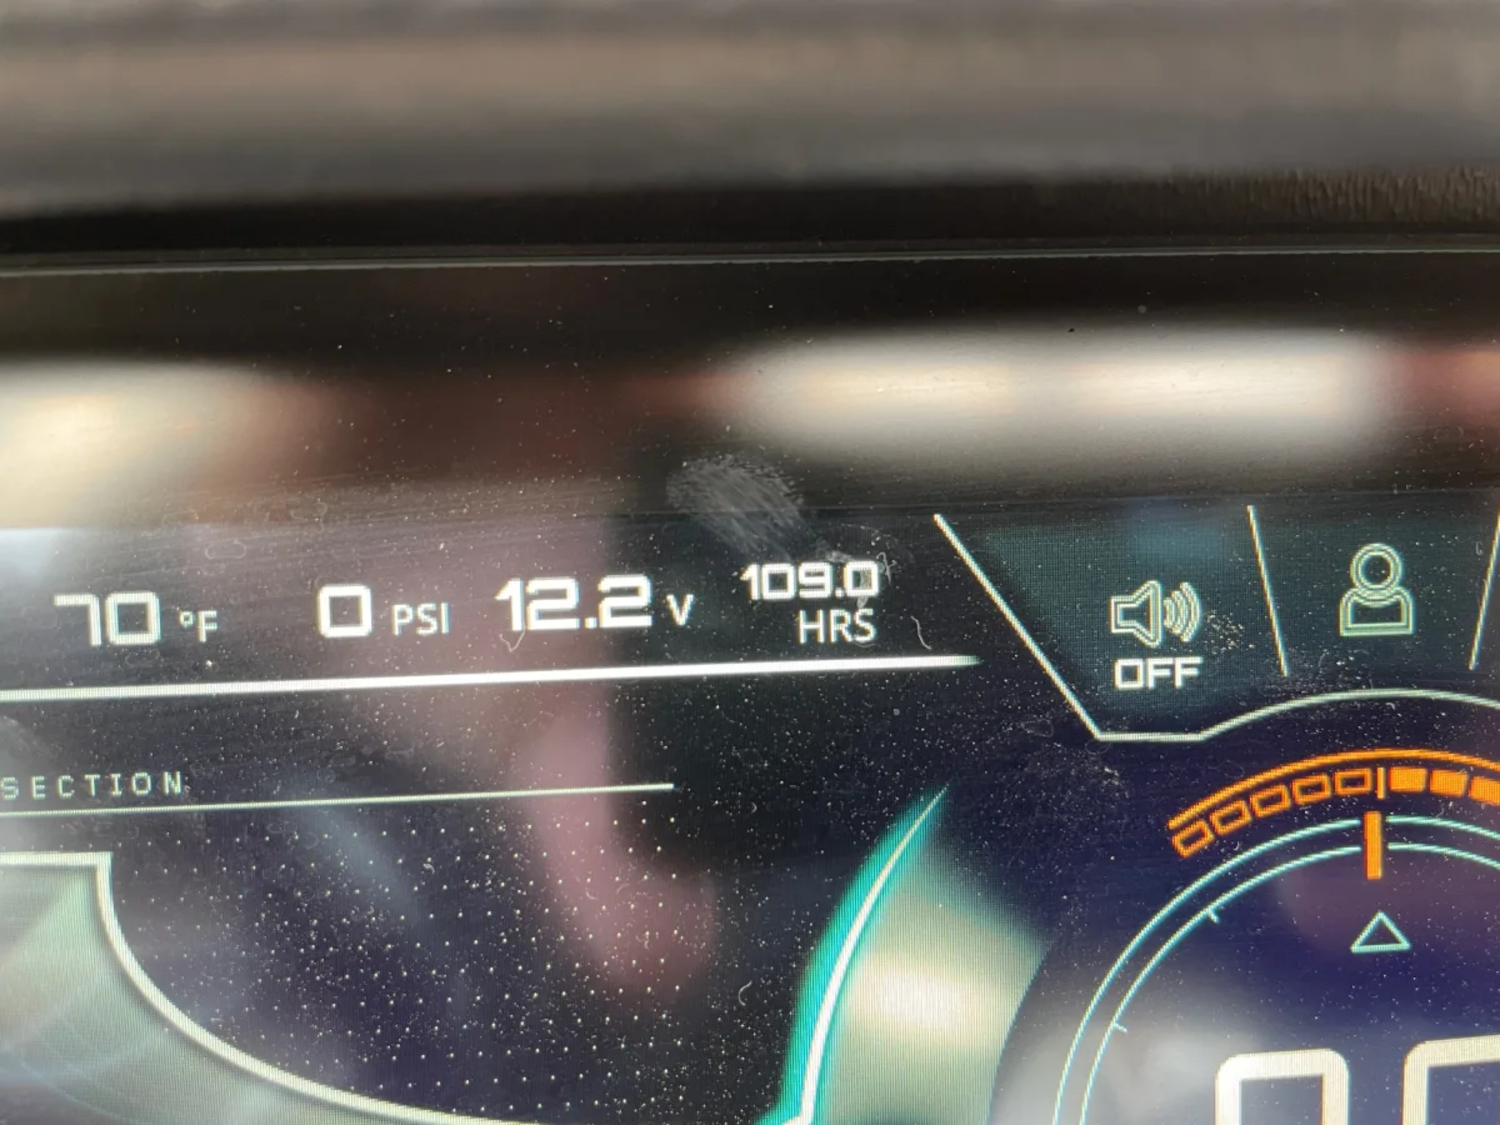 70 °F 0 PSI 12.2 V 109.0
HRS
OFF
SECTION